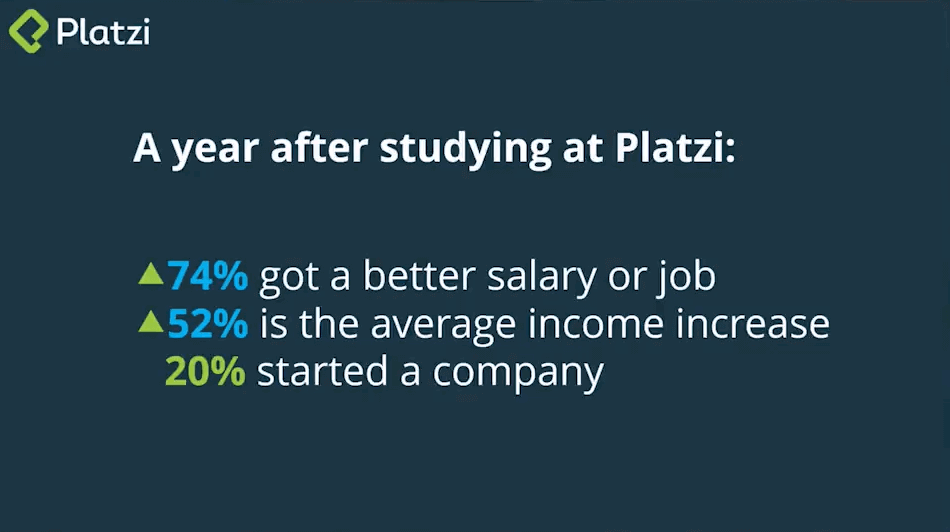 Platzi
A year after studying at Platzi:
▲74% got a better salary or job
▲52% is the average income increase
20% started a company